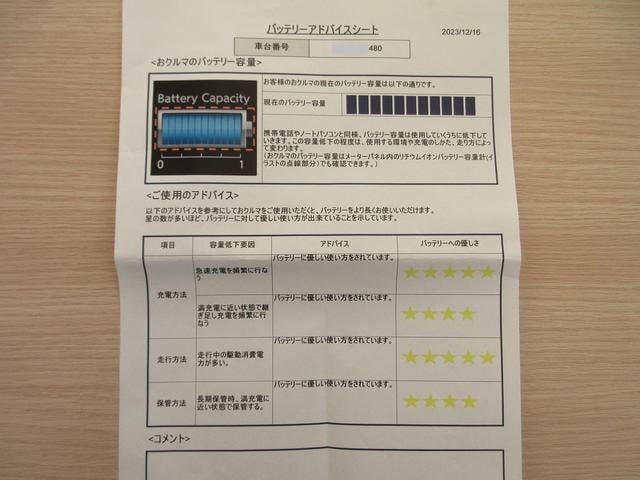 バッテリーアドバイスシート
2023/12/16
車台番号 480
<おクルマのバッテリー容量>
お客様のおクルマの現在のバッテリー容量は以下の通りです。
Battery Capacity
0 1
現在のバッテリー容量
携帯電話やノートパソコンと同様、バッテリー容量は使用していくうちに低下して
いきます。この容量低下の程度は、使用する環境や充電のしかた、走り方によっ
て変わります。
(おクルマのバッテリー容量はメーターパネル内のリチウムイオンバッテリー容量計(イ
ラストの点線部分)でも確認できます。)
<ご使用のアドバイス>
以下のアドバイスを参考にしておクルマをご使用いただくと、バッテリーをより長くお使いいただけます。
星の数が多いほど、バッテリーに対して優しい使い方が出来ていることを示しています。
項目 容量低下要因 アドバイス バッテリーへの優しさ
充電方法
急速充電を頻繁に行な
う
バッテリーに優しい使い方をされています。
★★★★★
満充電に近い状態で継
ぎ足し充電を頻繁に行
なう
バッテリーに優しい使い方をされています。
★★★★
走行方法
走行中の駆動消費電
力が多い。
バッテリーに優しい使い方をされています。
★★★★★
保管方法
長期保管時、満充電に
近い状態で保管する。
バッテリーに優しい使い方をされています。
★★★★
<コメント>